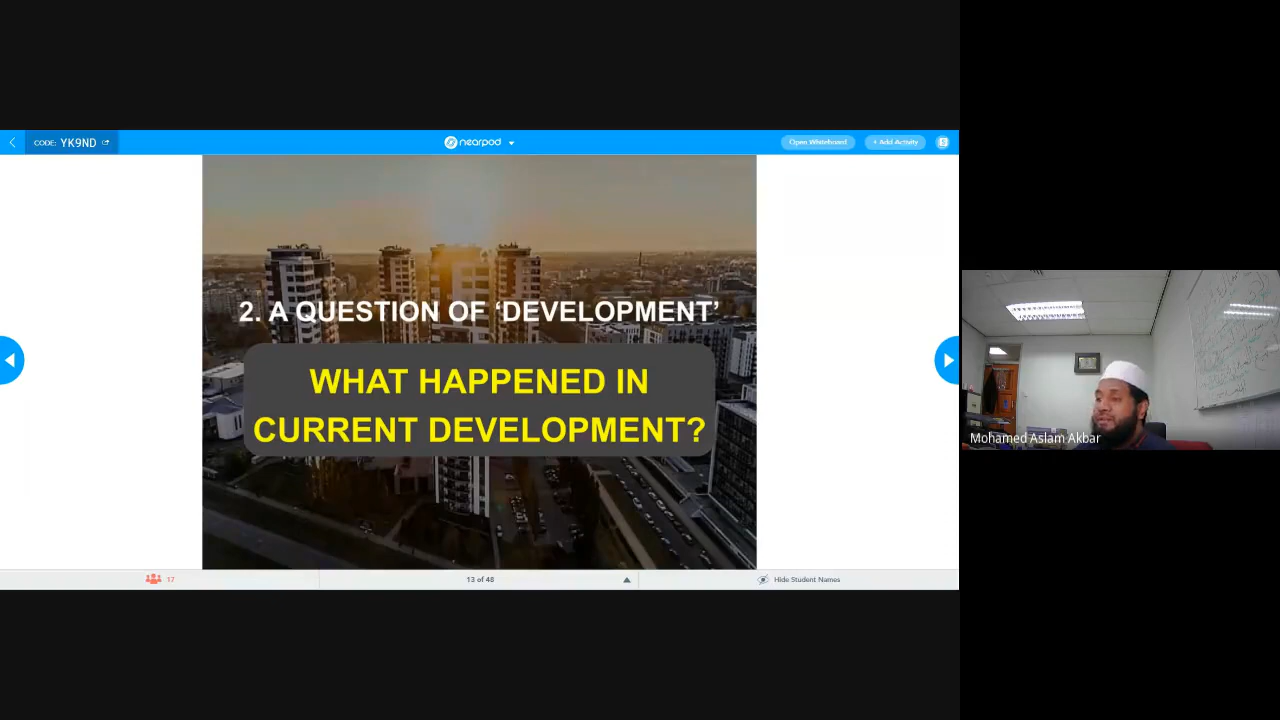 CODE: YK9ND
nearpod
Open Whiteboard
+ Add Activity
2. A QUESTION OF ‘DEVELOPMENT’
WHAT HAPPENED IN
CURRENT DEVELOPMENT?
Mohamed Aslam Akbar
17
13 of 48
Hide Student Names